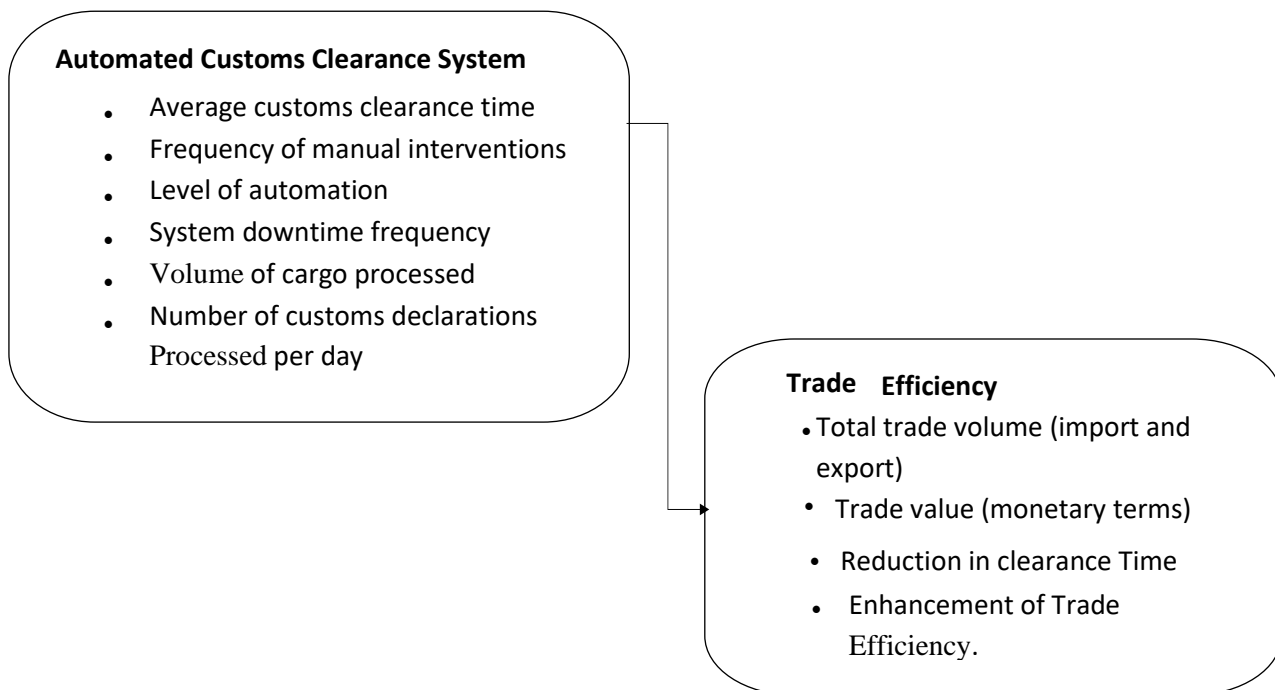 Automated Customs Clearance System
• Average customs clearance time
• Frequency of manual interventions
• Level of automation
• System downtime frequency
• Volume of cargo processed
• Number of customs declarations
Processed per day
Trade Efficiency
• Total trade volume (import and
export)
• Trade value (monetary terms)
• Reduction in clearance Time
• Enhancement of Trade
Efficiency.